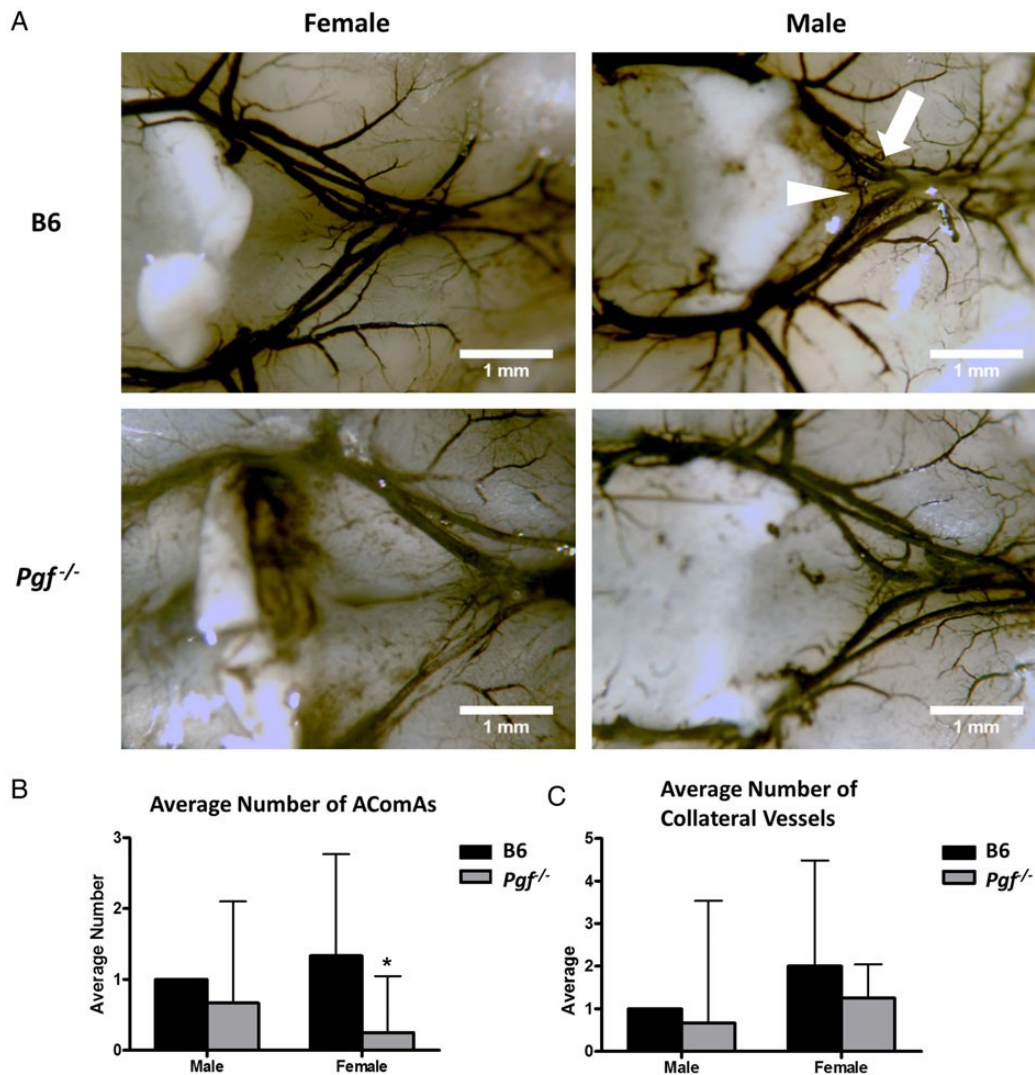 A
Female
Male
B6
1 mm
1 mm
Pgf -/-
1 mm
1 mm
B
Average Number of AComAs
Average Number
3
2
1
0
B6
Pgf-/-
*
Male
Female
C
Average Number of
Collateral Vessels
Average
5
4
3
2
1
0
B6
Pgf-/-
Male
Female